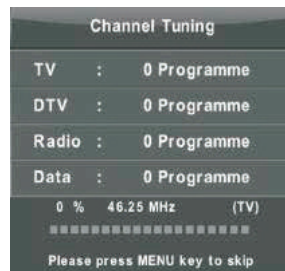 Channel Tuning
TV : 0 Programme
DTV : 0 Programme
Radio : 0 Programme
Data : 0 Programme
0 % 46.25 MHz (TV)
Please press MENU key to skip